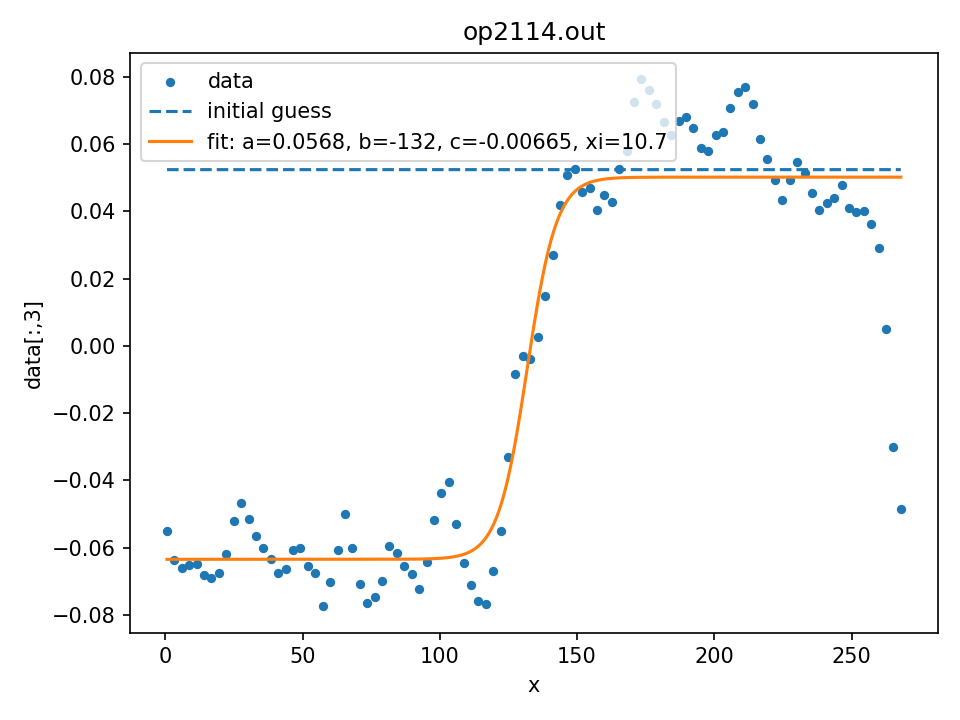 op2114.out
data
initial guess
fit: a=0.0568, b=-132, c=-0.00665, xi=10.7
0.08
0.06
0.04
0.02
0.00
−0.02
−0.04
−0.06
−0.08
data[:,3]
0 50 100 150 200 250
x